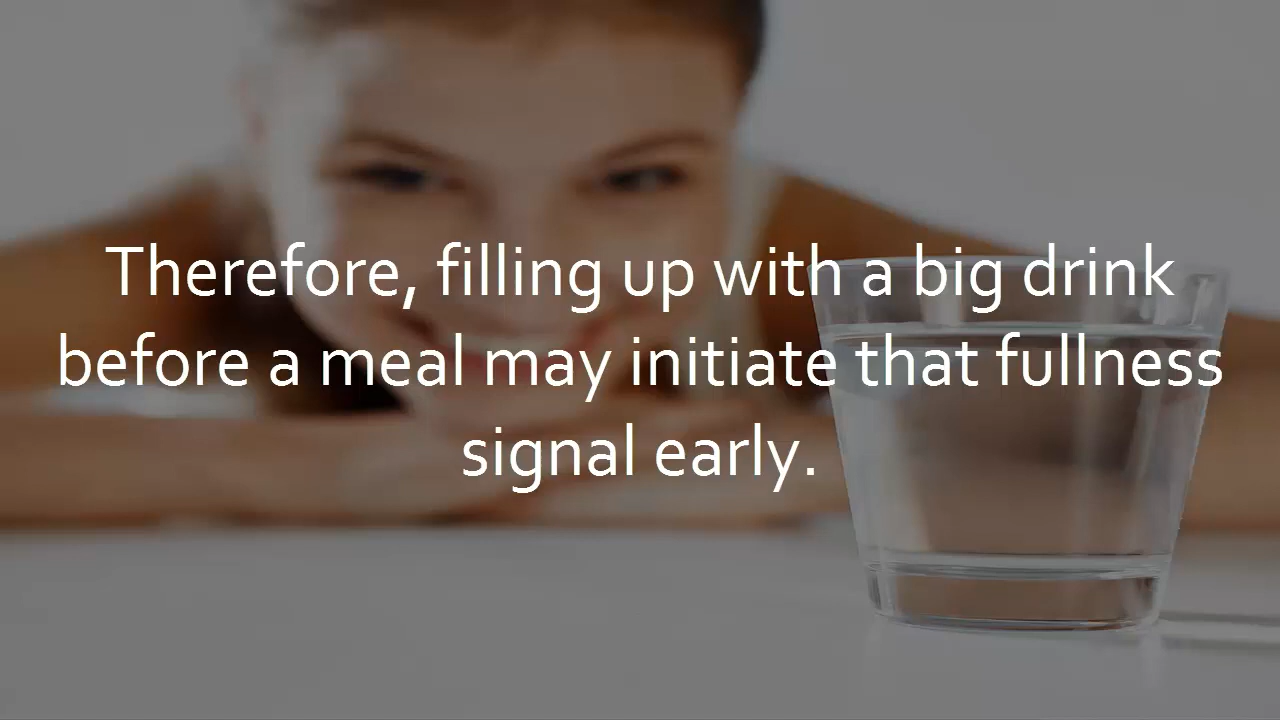 Therefore, filling up with a big drink
before a meal may initiate that fullness
signal early.